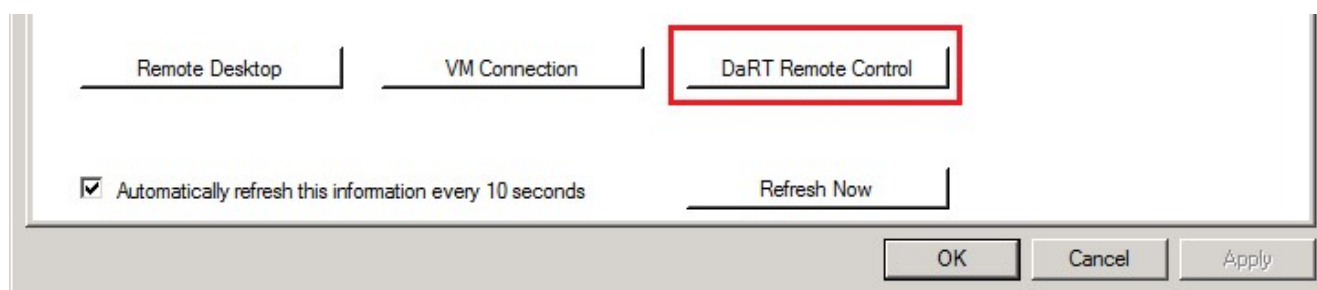 Remote Desktop VM Connection DaRT Remote Control
Automatically refresh this information every 10 seconds Refresh Now
OK Cancel Apply